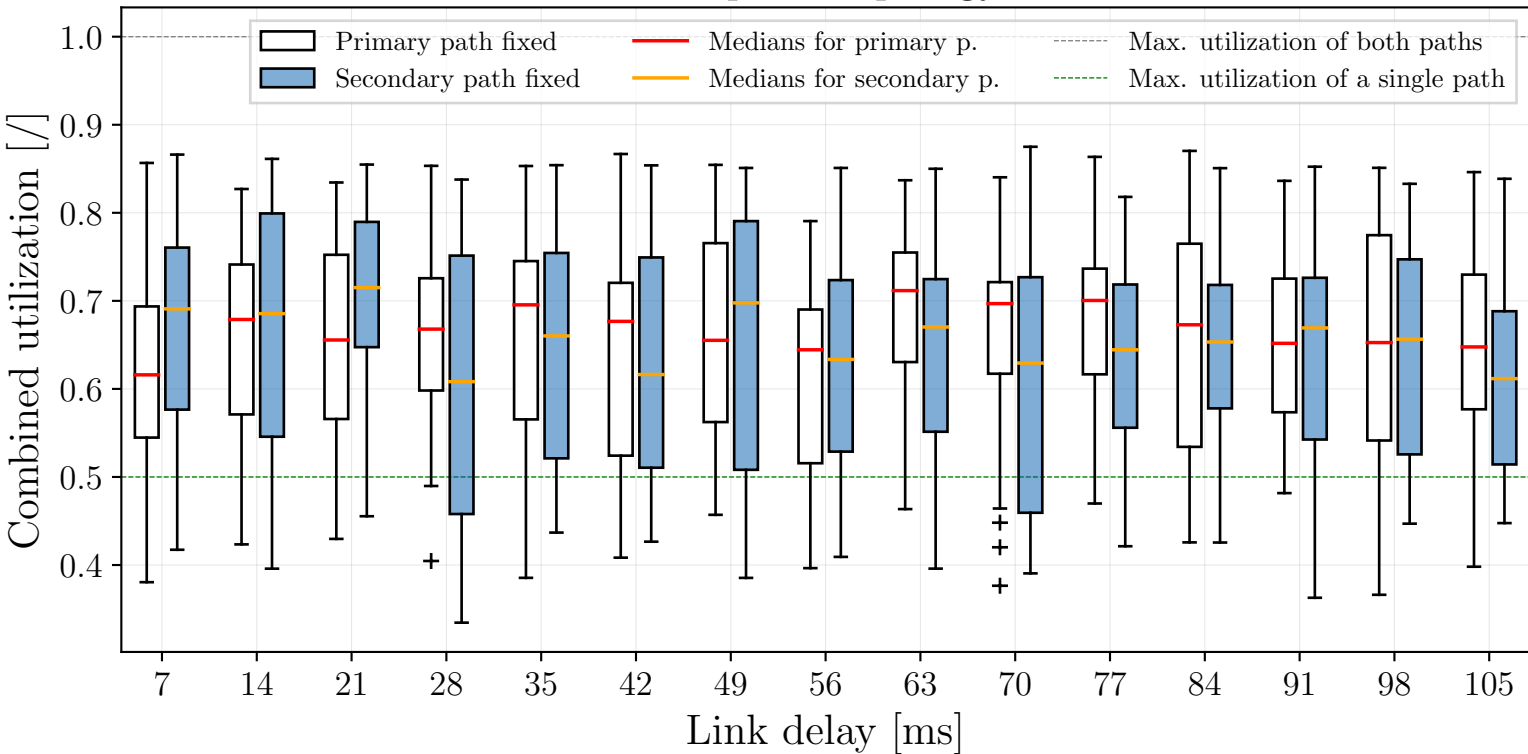 Primary path fixed
Secondary path fixed
Medians for primary p.
Medians for secondary p.
Max. utilization of both paths
Max. utilization of a single path
Combined utilization [/]
1.0
0.9
0.8
0.7
0.6
0.5
0.4
7 14 21 28 35 42 49 56 63 70 77 84 91 98 105
Link delay [ms]